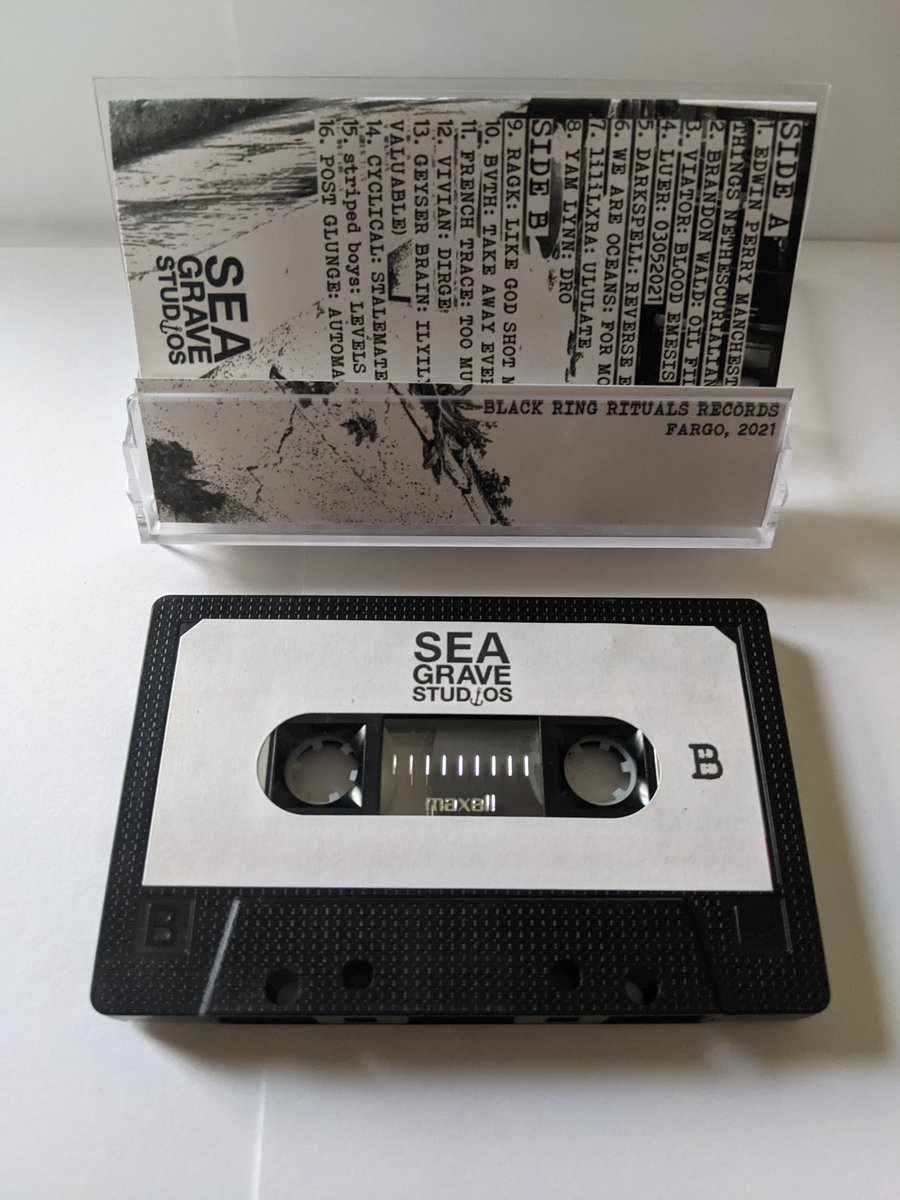 SIDE A
1. EDWIN PERRY MANCHEST
THINGS NETHESCURIALIAN
2. BRANDON WALD: OIL FI
3. VIATOR: BLOOD EMESIS
4. LUER: 03052021
5. DARKSPELL: REVERSE E
6. WE ARE OCEANS: FOR MO
7. liliLXRA: ULULATE
8. YAM LYNN: DRO
SIDE B
9. RAGK: LIKE GOD SHOT M
10. BVTH: TAKE AWAY EVER
11. FRENCH TRACE: TOO MU
12. VIVIAN: DIRGE
13. GEYSER BRAIN: ILYIL
VALUABLE)
14. CYCLICAL: STALEMATE
15. striped boys: LEVELS
16. POST GLUNGE: AUTOMA
SEA
GRAVE
STUDIOS
BLACK RING RITUALS RECORDS
FARGO, 2021
SEA
GRAVE
STUDIOS
B
maxell
B